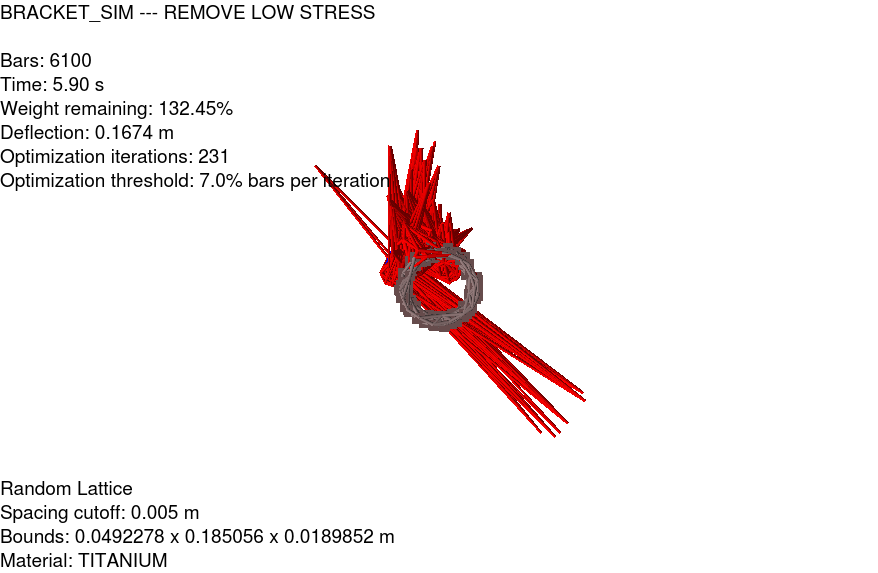 BRACKET_SIM --- REMOVE LOW STRESS
Bars: 6100
Time: 5.90 s
Weight remaining: 132.45%
Deflection: 0.1674 m
Optimization iterations: 231
Optimization threshold: 7.0% bars per iteration
Random Lattice
Spacing cutoff: 0.005 m
Bounds: 0.0492278 x 0.185056 x 0.0189852 m
Material: TITANIUM